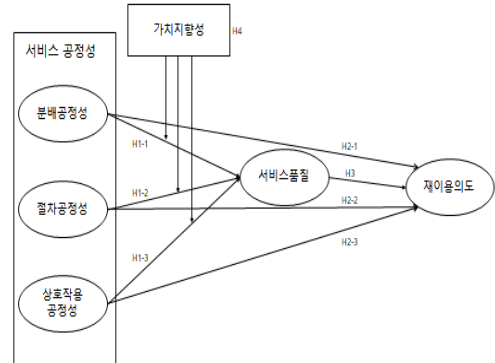 가치지향성
H4
서비스 공정성
분배공정성
H2-1
H1-1
서비스품질
H3
재이용의도
H1-2
절차공정성
H2-2
H2-3
H1-3
상호작용
공정성